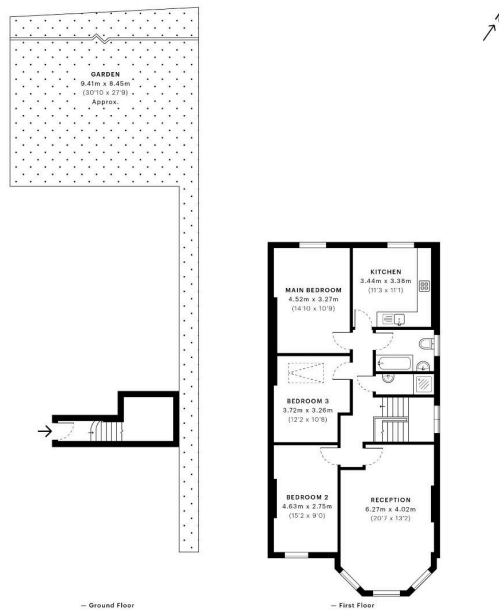 GARDEN
9.41m x 8.45m
(30'10 x 27'9)
Approx.
MAIN BEDROOM
4.52m x 3.27m
(14'10 x 10'9)
KITCHEN
3.44m x 3.38m
(11'3 x 11'1)
BEDROOM 3
3.72m x 3.26m
(12'2 x 10'8)
BEDROOM 2
4.63m x 2.75m
(15'2 x 9'0)
RECEPTION
6.27m x 4.02m
(20'7 x 13'2)
— Ground Floor
— First Floor